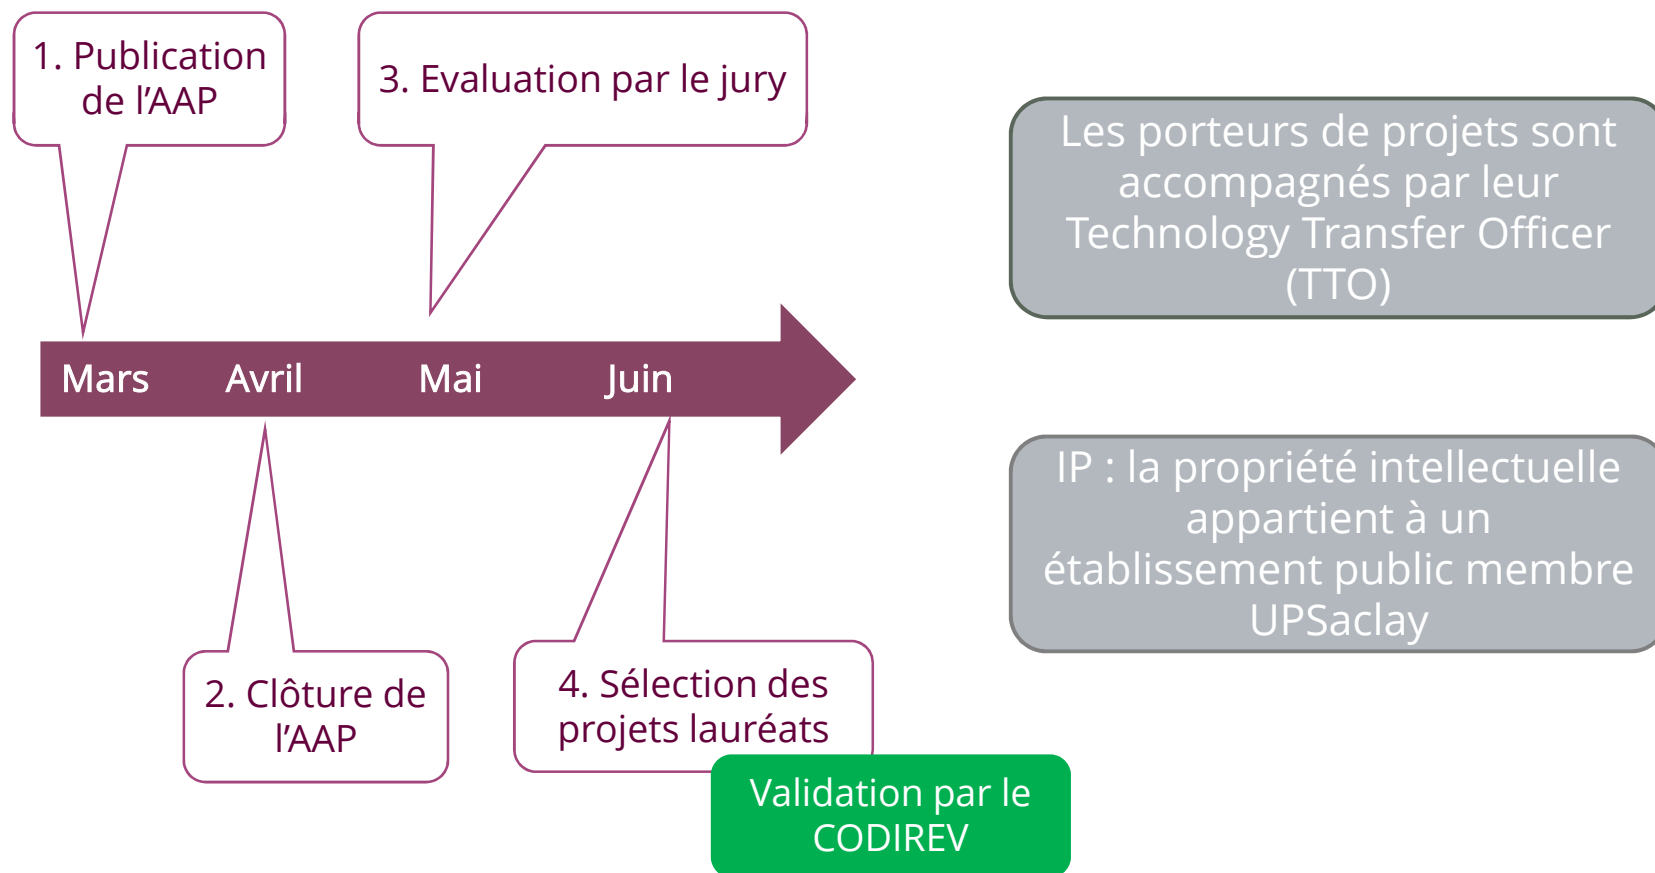 1. Publication
de l’AAP
3. Evaluation par le jury
Mars
Avril
Mai
Juin
2. Clôture de
l’AAP
4. Sélection des
projets lauréats
Validation par le
CODIREV
Les porteurs de projets sont
accompagnés par leur
Technology Transfer Officer
(TTO)
IP : la propriété intellectuelle
appartient à un
établissement public membre
UPSaclay